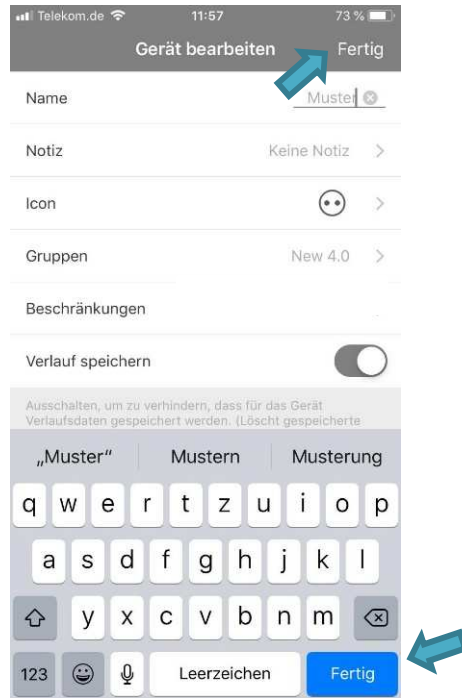 Telekom.de 11:57 73 %
Gerät bearbeiten Fertig
Name Muster
Notiz Keine Notiz
Icon
Gruppen New 4.0
Beschränkungen
Verlauf speichern
Ausschalten, um zu verhindern, dass für das Gerät
Verlaufsdaten gespeichert werden. (Löscht gespeicherte
„Muster“ Mustern Musterung
q w e r t z u i o p
a s d f g h j k l
y x c v b n m
123 Leerzeichen Fertig